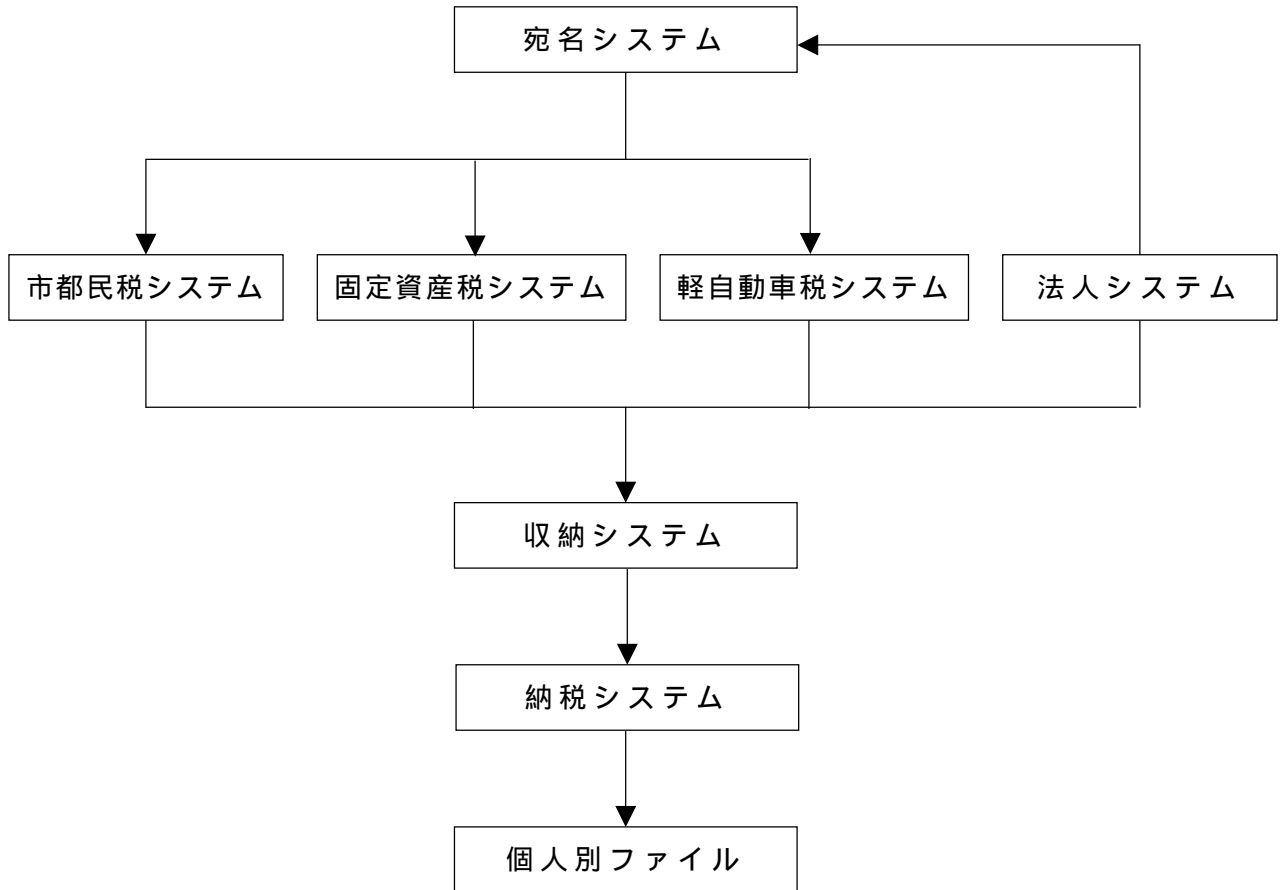 宛名システム
市都民税システム
固定資産税システム
軽自動車税システム
法人システム
収納システム
納税システム
個人別ファイル